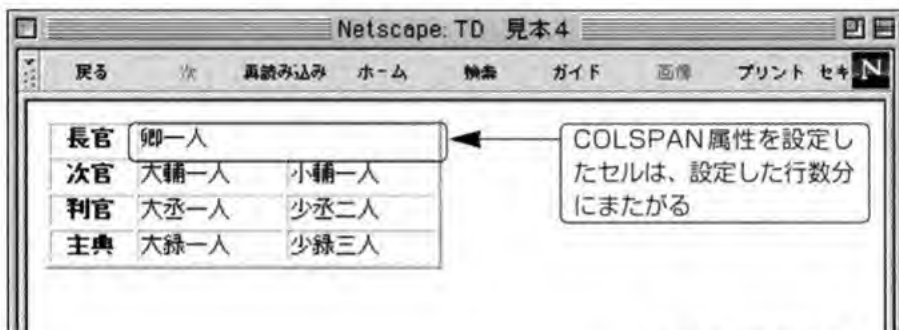 Netscape: TD 見本4
戻る 次 再読み込み ホーム 検索 ガイド 画像 プリント セキ N
長官 卿一人
次官 大輔一人 小輔一人
判官 大丞一人 少丞二人
主典 大録一人 少録三人
COLSPAN属性を設定し
たセルは、設定した行数分
にまたがる